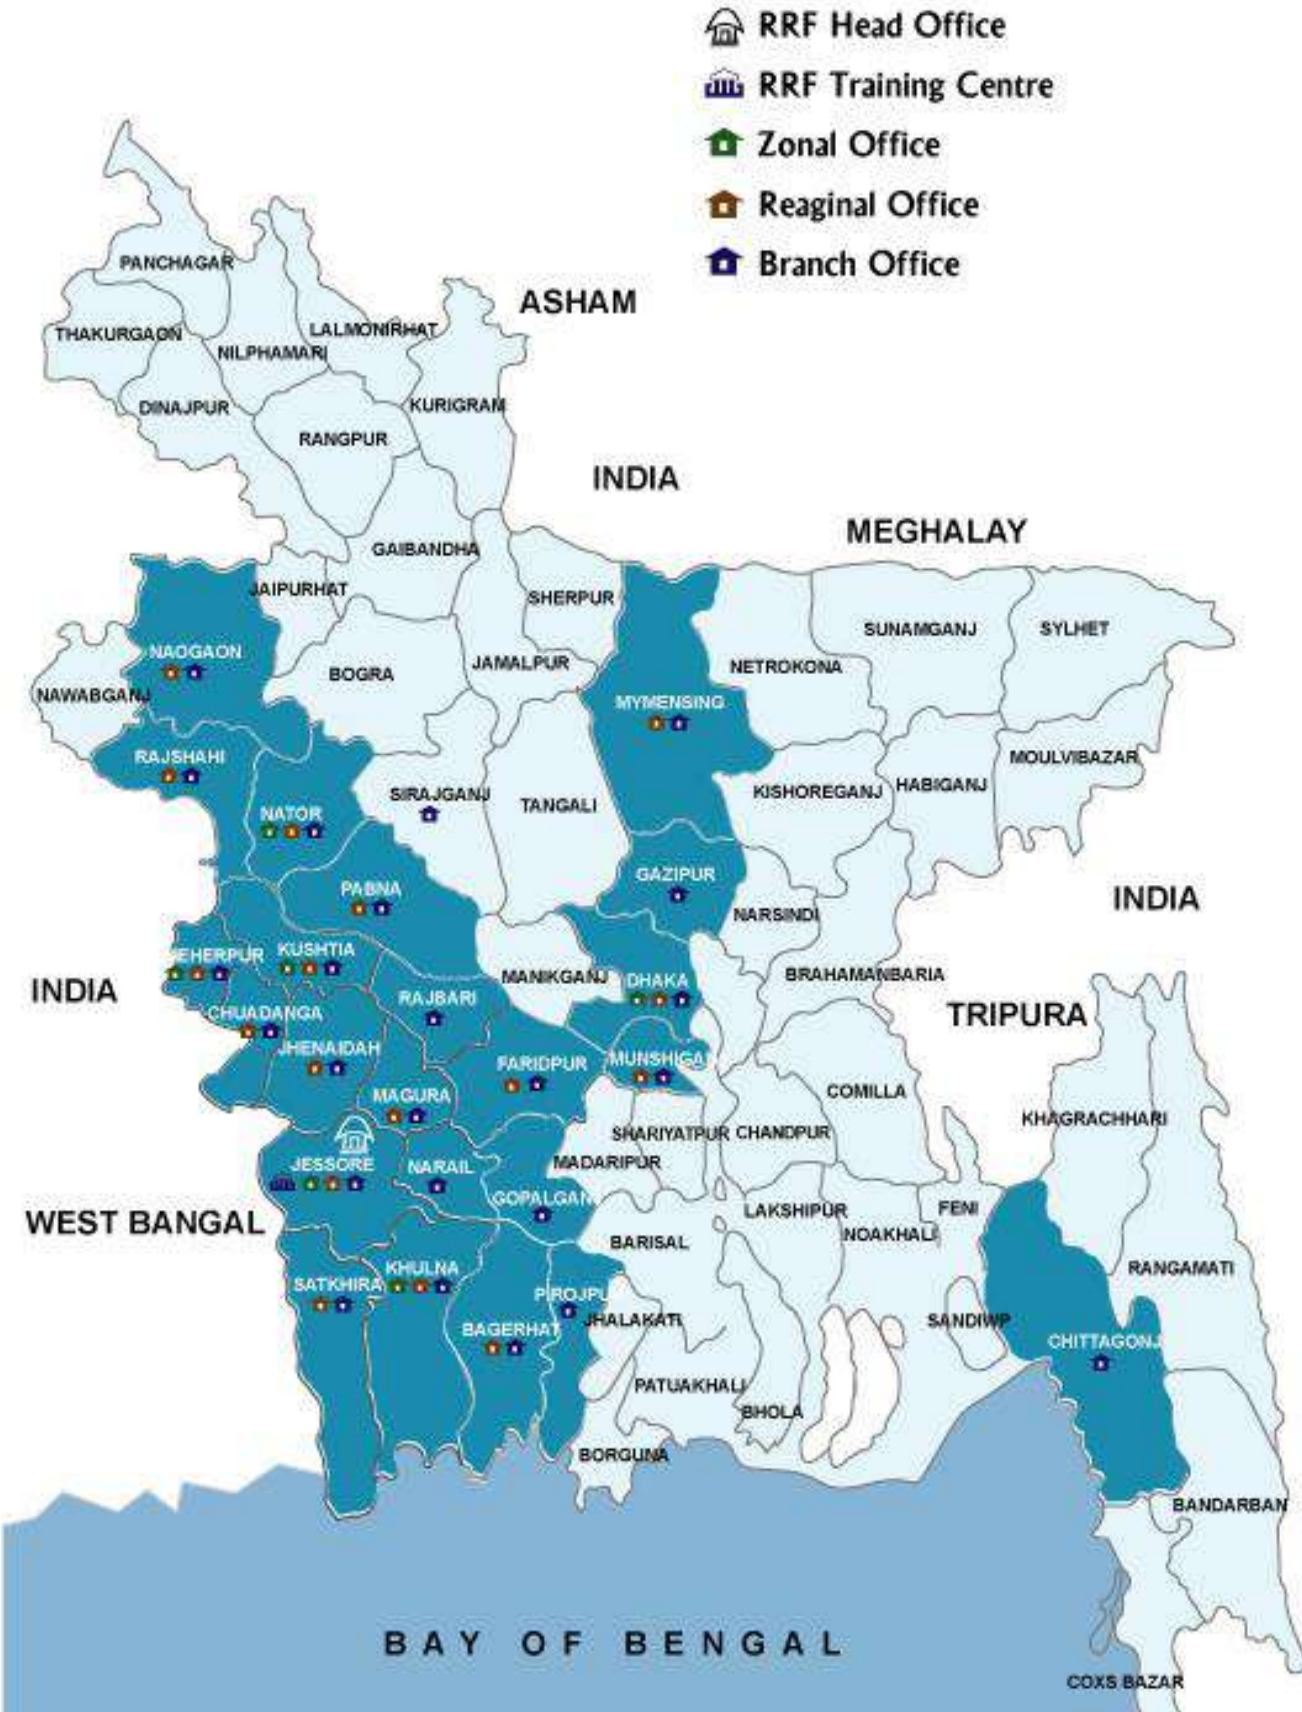 RRF Head Office
RRF Training Centre
Zonal Office
Reaginal Office
Branch Office
PANCHAGAR
ASHAM
THAKURGAON
LALMONIRHAT
NILPHAMARI
DINAJPUR
KURIGRAM
RANGPUR
INDIA
MEGHALAY
GAIBANDHA
JAIPURHAT
SHERPUR
SUNAMGANJ
SYLHET
NAOGAON
JAMALPUR
NETROKONA
BOGRA
NAWABGANJ
MYMENSING
RAJSHAHI
MOULVIBAZAR
HABIGANJ
KISHOREGANJ
SIRAJGANJ
TANGALI
NATOR
GAZIPUR
PABNA
INDIA
NARSINDI
KUSHTIA
EHERPUR
BRAHAMANBARIA
MANIKGANJ
DHAKA
INDIA
RAJBARI
CHUADANGA
TRIPURA
JHENAIDAH
FARIDPUR
MUNSHIGA
COMILLA
MAGURA
KHAGRACHHARI
SHARIYATPUR
CHANDPUR
MADARIPUR
JESSORE
NARAIL
GOPALGAN
LAKSHIPUR
FENI
WEST BANGAL
NOAKHALI
BARISAL
KHULNA
RANGAMATI
SATKHIRA
PIROJPU
JHALAKATI
SANDIWP
BAGERHAT
CHITTAGONJ
PATUAKHALI
BHOLA
BORGUNA
BANDARBAN
BAY OF BENGAL
COXS BAZAR